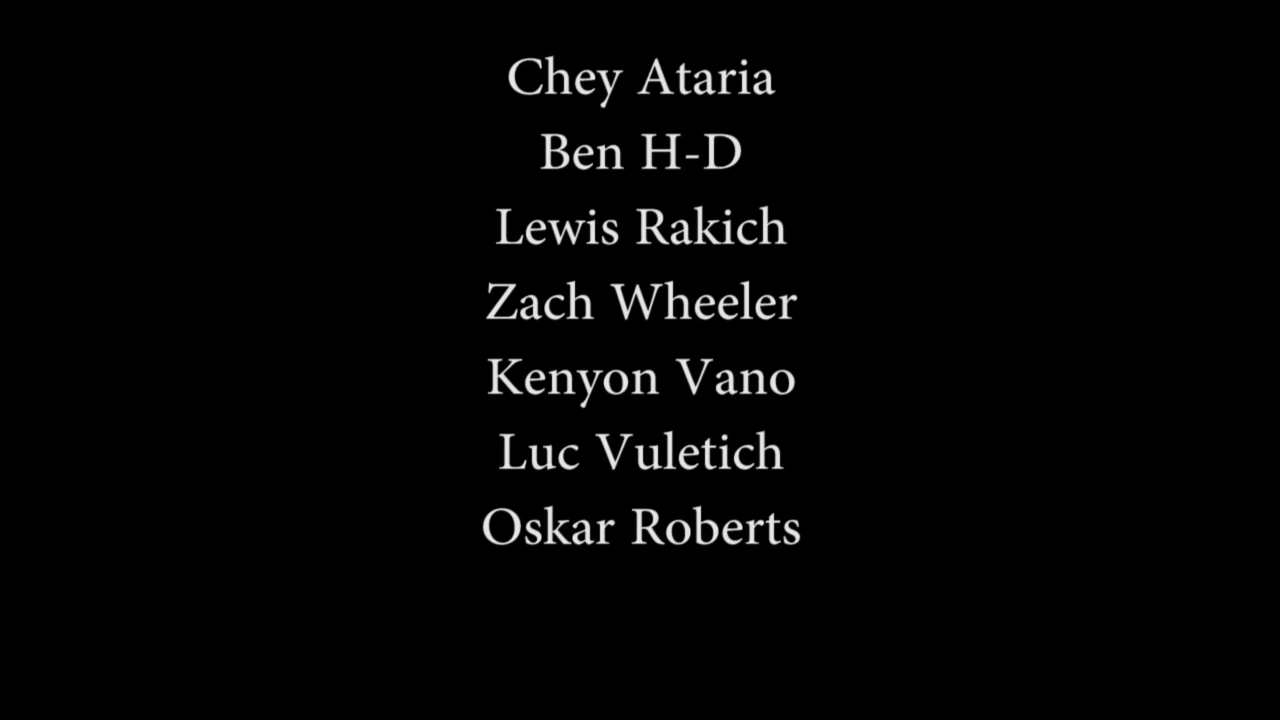 Chey Ataria
Ben H-D
Lewis Rakich
Zach Wheeler
Kenyon Vano
Luc Vuletich
Oskar Roberts